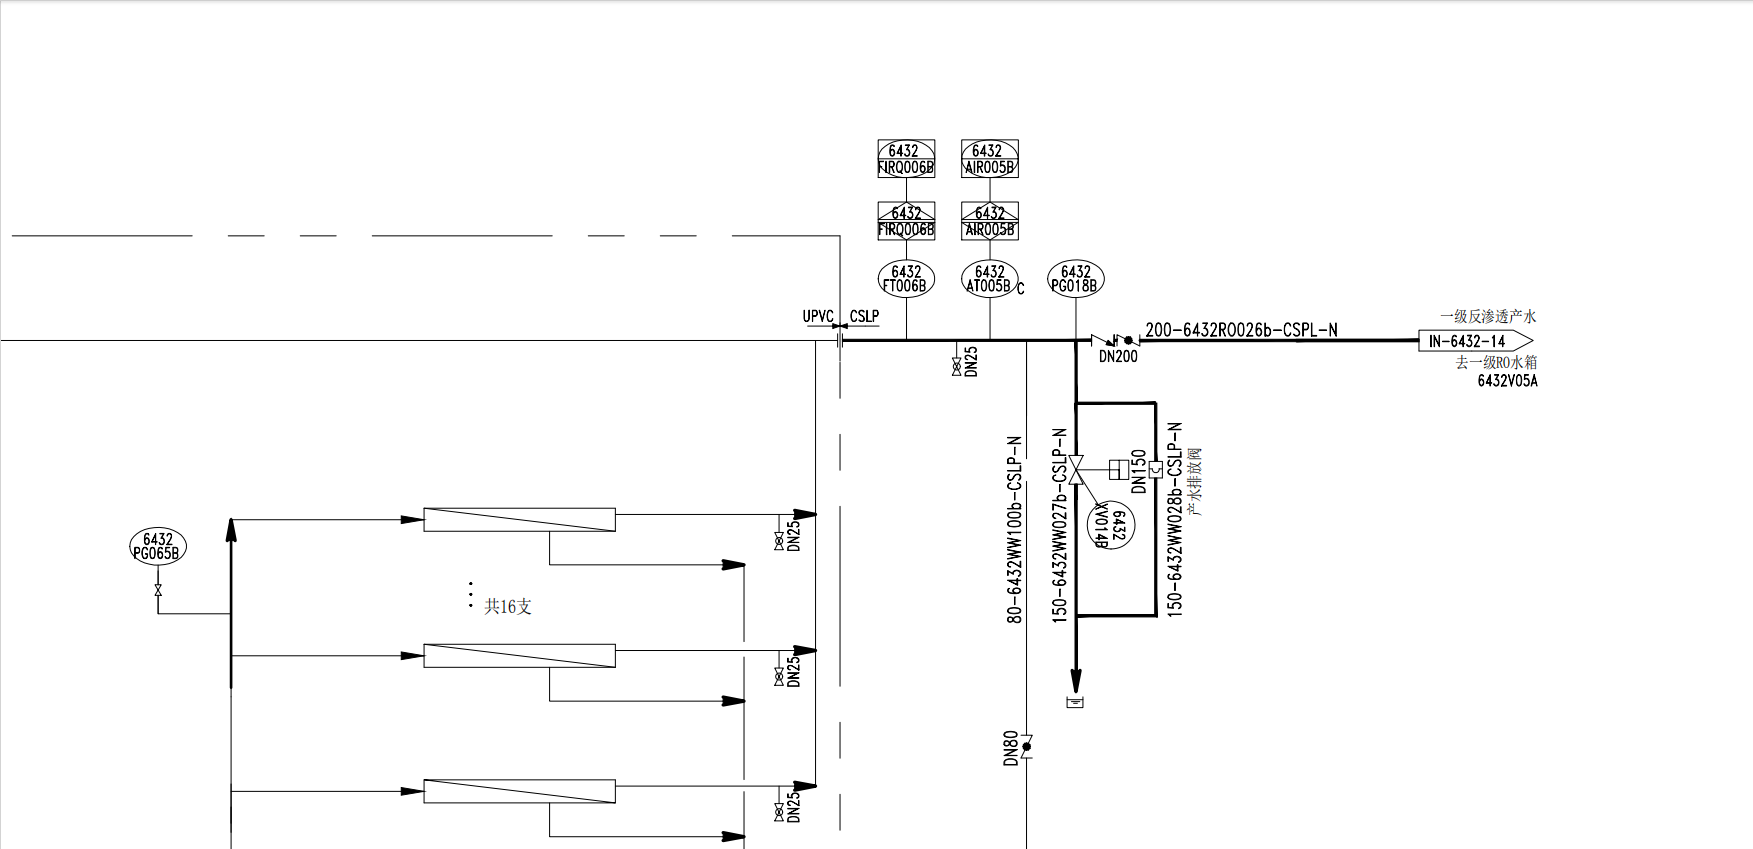 6432
FIRQ006B
6432
AIR005B
6432
FIRQ006B
6432
AIR005B
6432
FT006B
6432
AT005B
C
6432
PG018B
UPVC
CSLP
200-6432RO026b-CSPL-N
一级反渗透产水
IN-6432-14
去一级RO水箱
6432V05A
DN200
DN25
80-6432WW100b-CSLP-N
150-6432WW027b-CSLP-N
DN150
150-6432WW028b-CSLP-N
产水排放阀
6432
XV014B
6432
PG065B
DN25
共16支
DN25
DN80
DN25